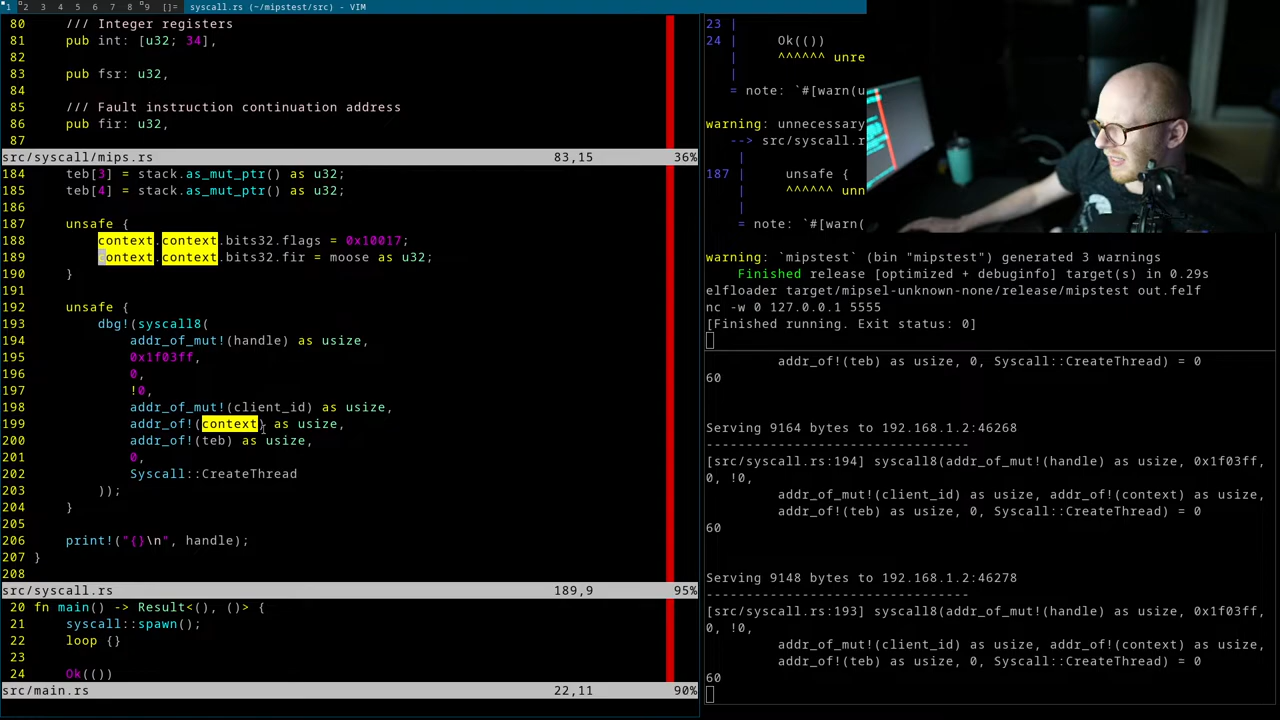 1 2 3 4 5 6 7 8 9 []= syscall.rs (~/mipstest/src) - VIM
80 /// Integer registers
81 pub int: [u32; 34],
82
83 pub fsr: u32,
84
85 /// Fault instruction continuation address
86 pub fir: u32,
87
src/syscall/mips.rs 83,15 36%
184 teb[3] = stack.as_mut_ptr() as u32;
185 teb[4] = stack.as_mut_ptr() as u32;
186
187 unsafe {
188 context.context.bits32.flags = 0x10017;
189 context.context.bits32.fir = moose as u32;
190 }
191
192 unsafe {
193 dbg!(syscall8(
194 addr_of_mut!(handle) as usize,
195 0x1f03ff,
196 0,
197 !0,
198 addr_of_mut!(client_id) as usize,
199 addr_of!(context) as usize,
200 addr_of!(teb) as usize,
201 0,
202 Syscall::CreateThread
203 ));
204 }
205
206 print!("{}\n", handle);
207 }
208
src/syscall.rs 189,9 95%
20 fn main() -> Result<(), ()> {
21 syscall::spawn();
22 loop {}
23
24 Ok(())
src/main.rs 22,11 90%
23 |
24 | Ok(())
| ^^^^^^ unre
|
= note: `#[warn(u
warning: unnecessary
--> src/syscall.r
|
187 | unsafe {
| ^^^^^^ unn
|
= note: `#[warn(u
warning: `mipstest` (bin "mipstest") generated 3 warnings
Finished release [optimized + debuginfo] target(s) in 0.29s
elfloader target/mipsel-unknown-none/release/mipstest out.felf
nc -w 0 127.0.0.1 5555
[Finished running. Exit status: 0]
addr_of!(teb) as usize, 0, Syscall::CreateThread) = 0
60
Serving 9164 bytes to 192.168.1.2:46268
-------------------------------
[src/syscall.rs:194] syscall8(addr_of_mut!(handle) as usize, 0x1f03ff,
0, !0,
addr_of_mut!(client_id) as usize, addr_of!(context) as usize,
addr_of!(teb) as usize, 0, Syscall::CreateThread) = 0
60
Serving 9148 bytes to 192.168.1.2:46278
-------------------------------
[src/syscall.rs:193] syscall8(addr_of_mut!(handle) as usize, 0x1f03ff,
0, !0,
addr_of_mut!(client_id) as usize, addr_of!(context) as usize,
addr_of!(teb) as usize, 0, Syscall::CreateThread) = 0
60